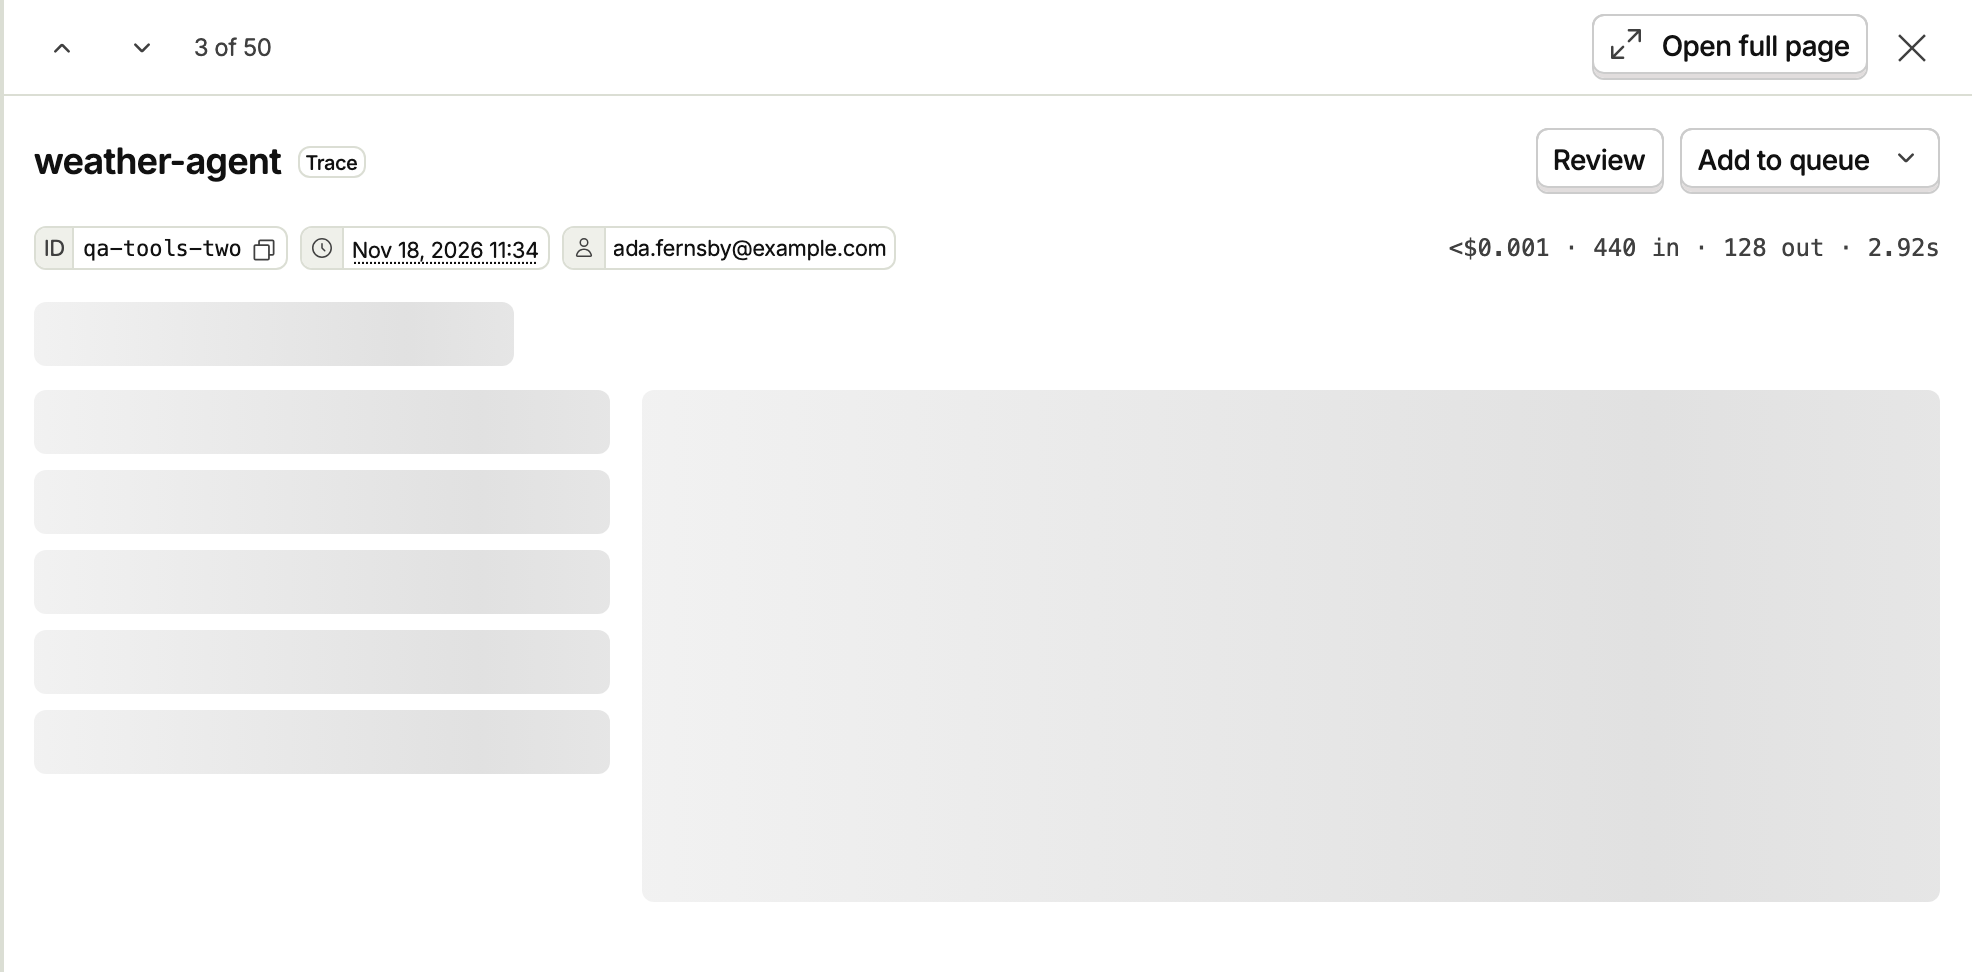 3 of 50
Open full page
weather-agent Trace
Review
Add to queue
ID qa-tools-two
Nov 18, 2026 11:34
ada.fernsby@example.com
<$0.001 · 440 in · 128 out · 2.92s